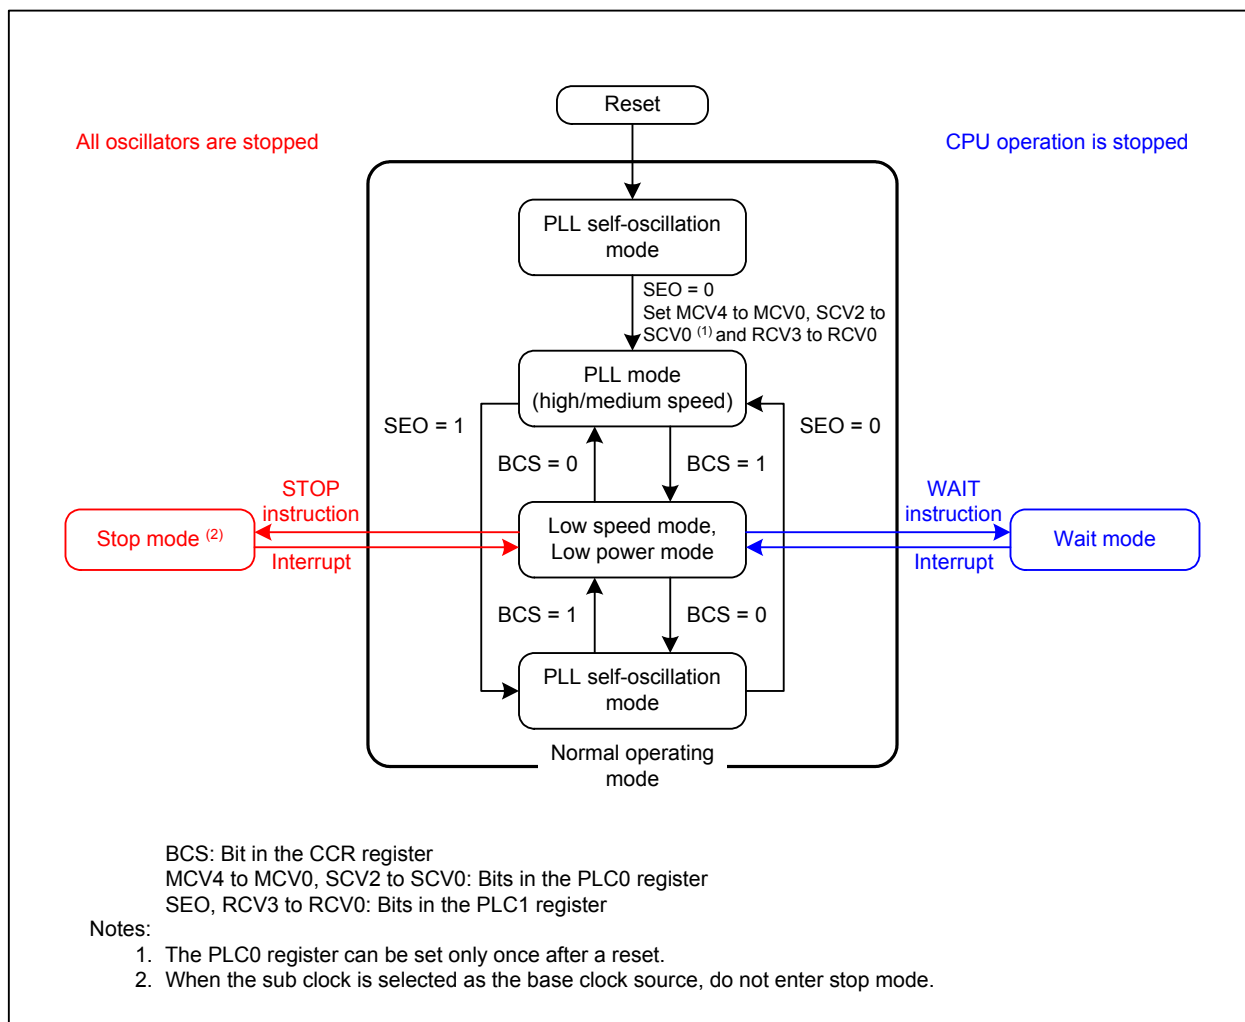 Reset
All oscillators are stopped
CPU operation is stopped
PLL self-oscillation
mode
SEO = 0
Set MCV4 to MCV0, SCV2 to
SCV0 (1) and RCV3 to RCV0
PLL mode
(high/medium speed)
SEO = 1
SEO = 0
BCS = 0
BCS = 1
STOP
instruction
WAIT
instruction
Stop mode (2)
Low speed mode,
Low power mode
Wait mode
Interrupt
Interrupt
BCS = 1
BCS = 0
PLL self-oscillation
mode
Normal operating
mode
BCS: Bit in the CCR register
MCV4 to MCV0, SCV2 to SCV0: Bits in the PLC0 register
SEO, RCV3 to RCV0: Bits in the PLC1 register
Notes:
1. The PLC0 register can be set only once after a reset.
2. When the sub clock is selected as the base clock source, do not enter stop mode.